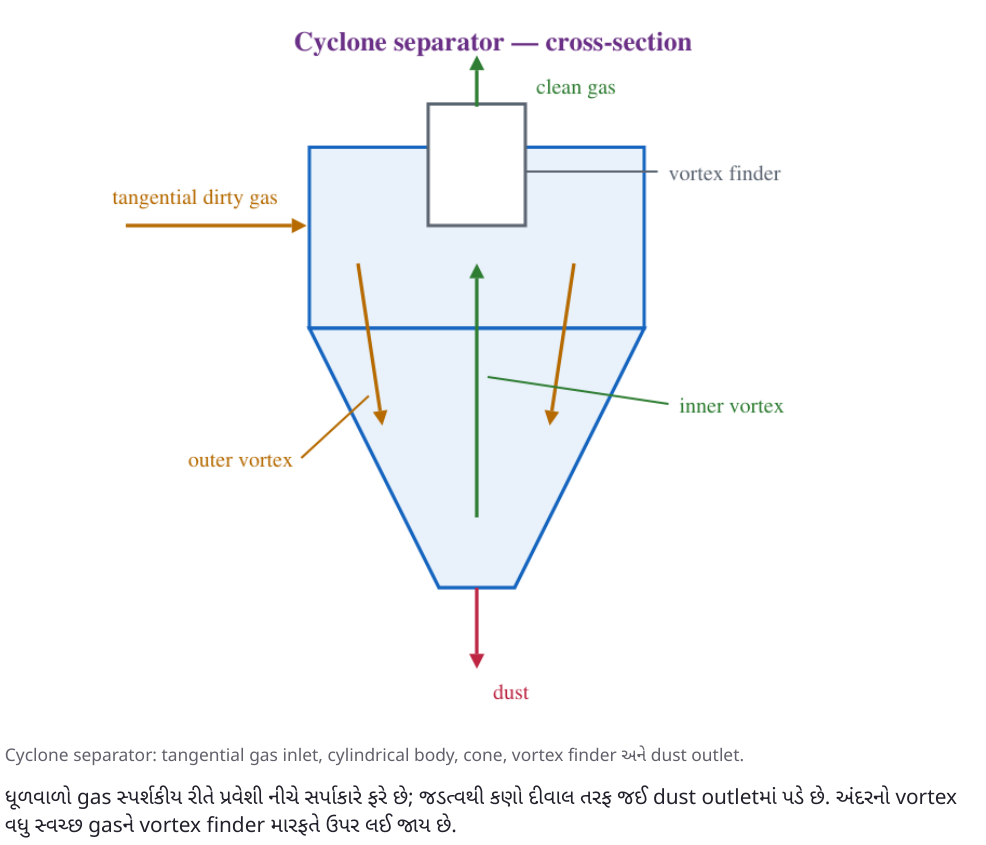 Cyclone separator — cross-section
clean gas
vortex finder
tangential dirty gas
inner vortex
outer vortex
dust
Cyclone separator: tangential gas inlet, cylindrical body, cone, vortex finder અને dust outlet.
ધૂળવાળો gas સ્પર્શકીય રીતે પ્રવેશી નીચે સર્પાકારે ફરે છે; જડત્વથી કણો દીવાલ તરફ જઈ dust outletમાં પડે છે. અંદરનો vortex
વધુ સ્વચ્છ gasને vortex finder મારફતે ઉપર લઈ જાય છે.